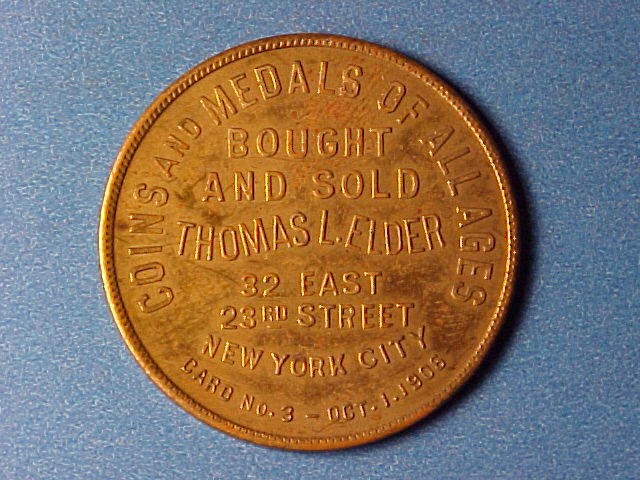 COINS AND MEDALS OF ALL AGES
BOUGHT
AND SOLD
THOMAS L. ELDER
32 EAST
23RD STREET
NEW YORK CITY
CARD NO. 3 - OCT. 1. 1908